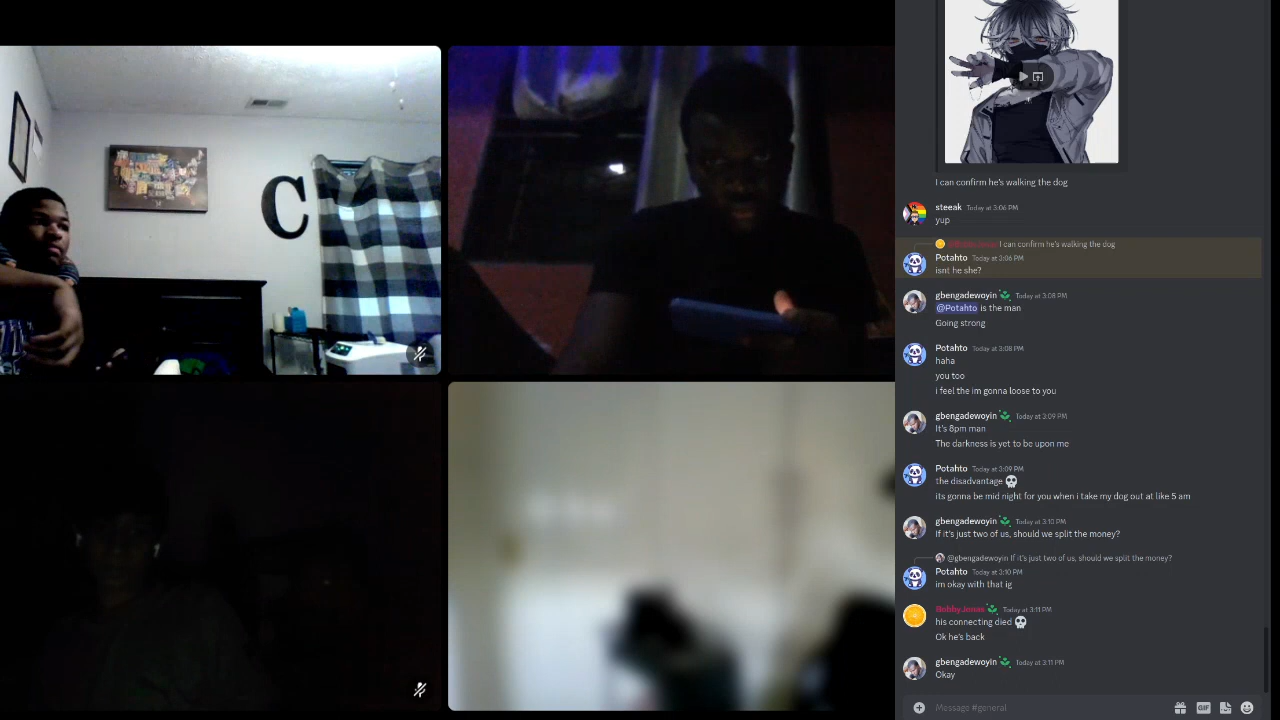 C
I can confirm he's walking the dog
steeak Today at 3:06 PM
yup
I can confirm he's walking the dog
Potahto Today at 3:06 PM
isnt he she?
gbengadewoyin Today at 3:08 PM
@Potahto is the man
Going strong
Potahto Today at 3:08 PM
haha
you too
i feel the im gonna loose to you
gbengadewoyin Today at 3:09 PM
It's 8pm man
The darkness is yet to be upon me
Potahto Today at 3:09 PM
the disadvantage
its gonna be mid night for you when i take my dog out at like 5 am
gbengadewoyin Today at 3:10 PM
If it's just two of us, should we split the money?
@gbengadewoyin If it's just two of us, should we split the money?
Potahto Today at 3:10 PM
im okay with that ig
BobbyJesus Today at 3:11 PM
his connecting died
Ok he's back
gbengadewoyin Today at 3:11 PM
Okay
Message #general
GIF